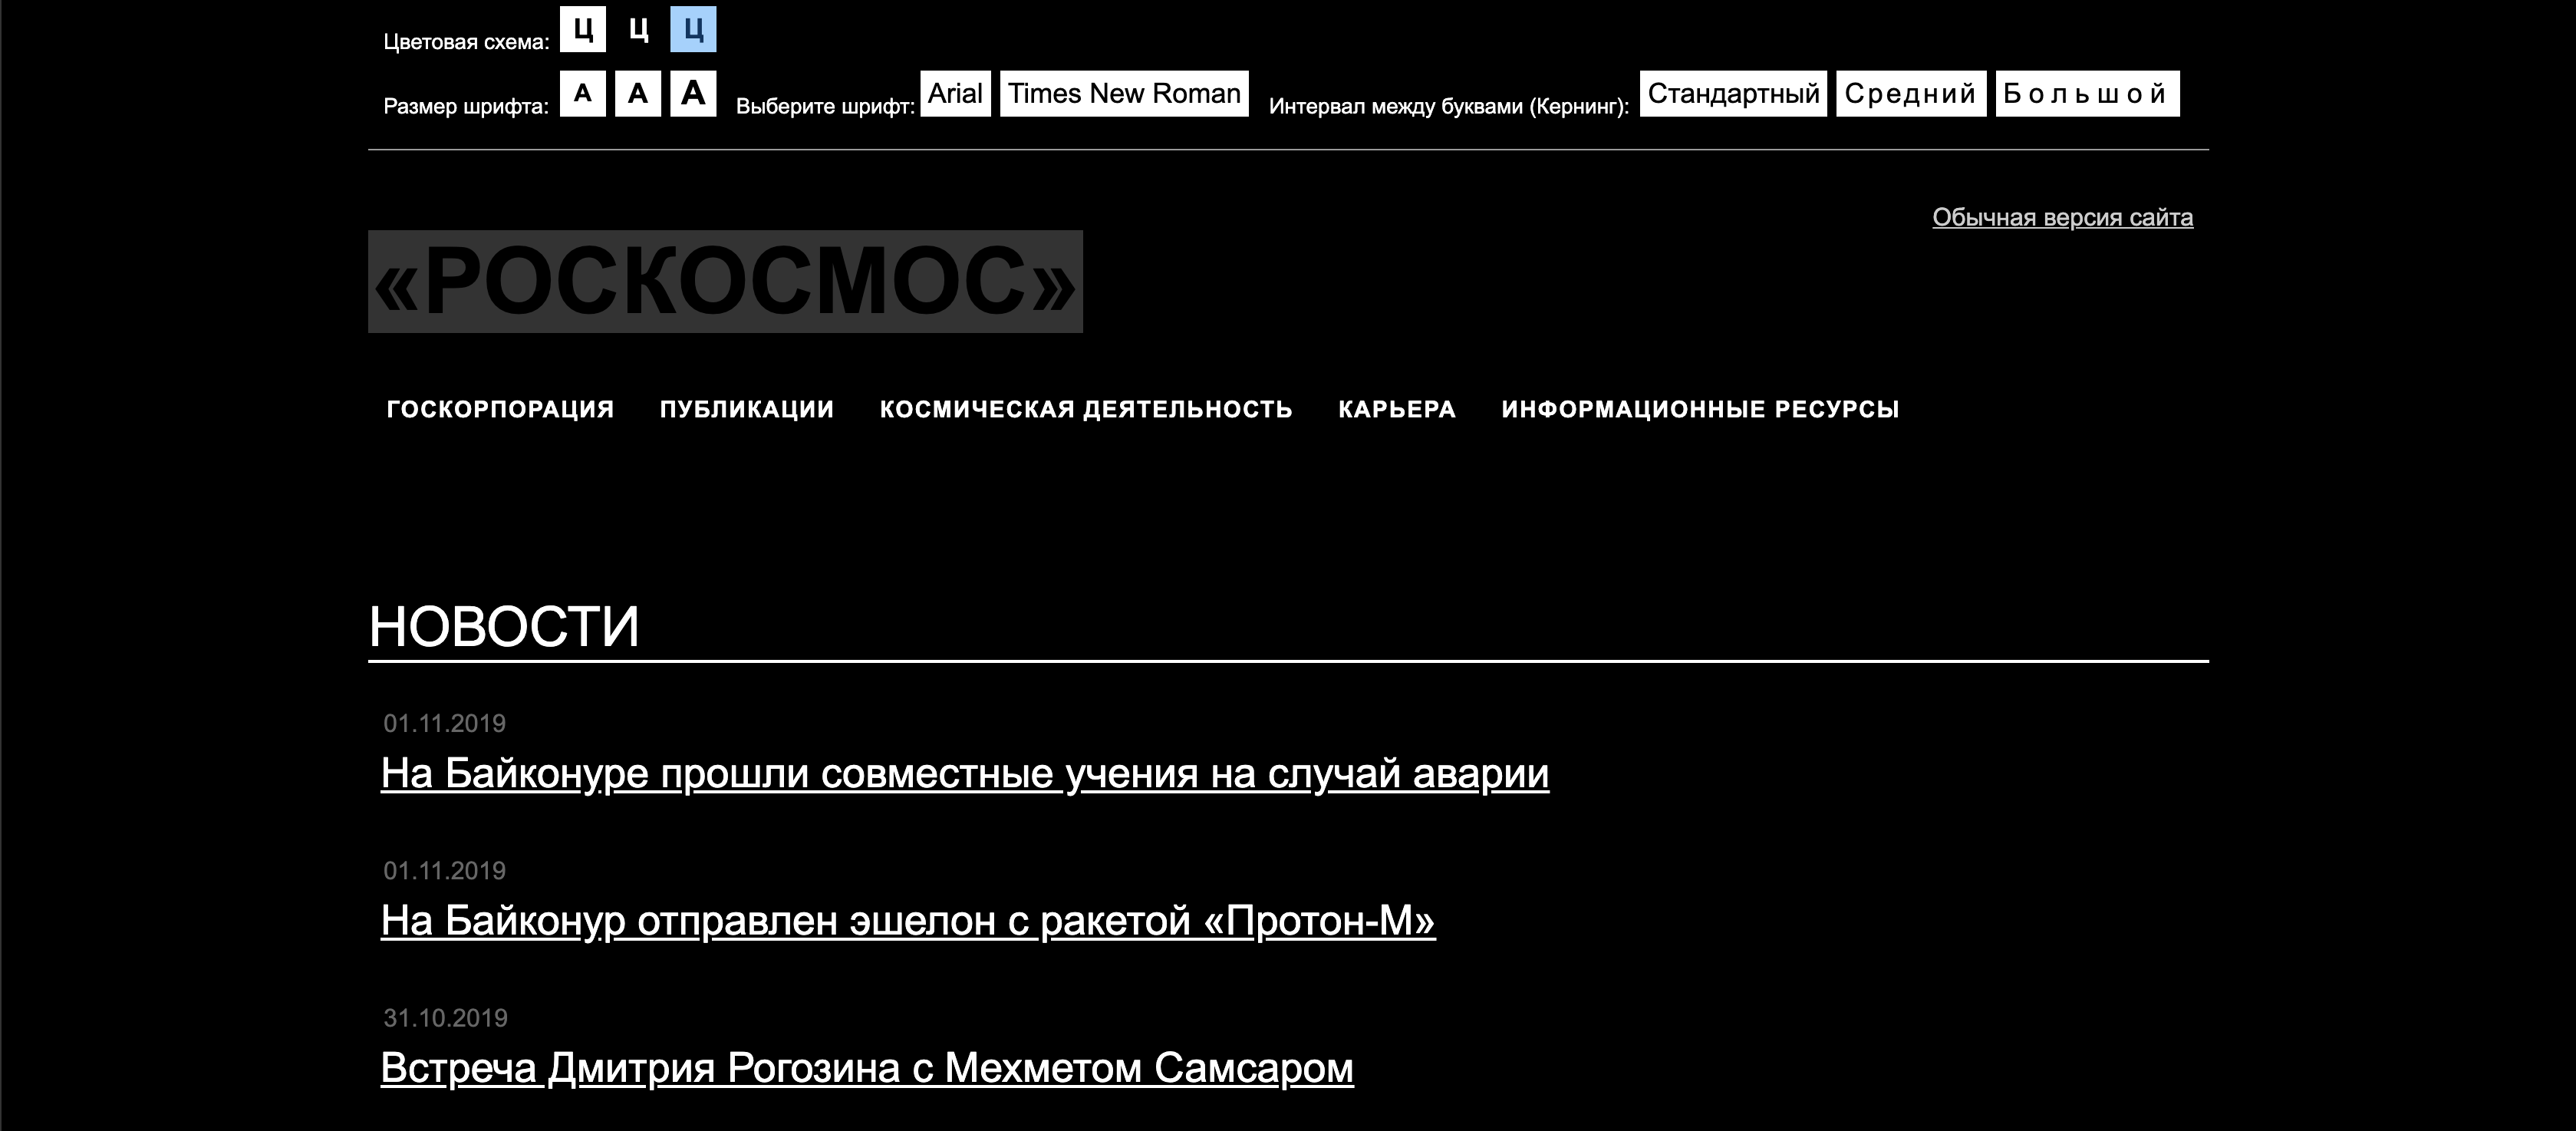 Цветовая схема: Ц Ц Ц
Размер шрифта: А А А Выберите шрифт: Arial Times New Roman Интервал между буквами (Кернинг): Стандартный Средний Большой
Обычная версия сайта
«РОСКОСМОС»
ГОСКОРПОРАЦИЯ ПУБЛИКАЦИИ КОСМИЧЕСКАЯ ДЕЯТЕЛЬНОСТЬ КАРЬЕРА ИНФОРМАЦИОННЫЕ РЕСУРСЫ
НОВОСТИ
01.11.2019
На Байконуре прошли совместные учения на случай аварии
01.11.2019
На Байконур отправлен эшелон с ракетой «Протон-М»
31.10.2019
Встреча Дмитрия Рогозина с Мехметом Самсаром